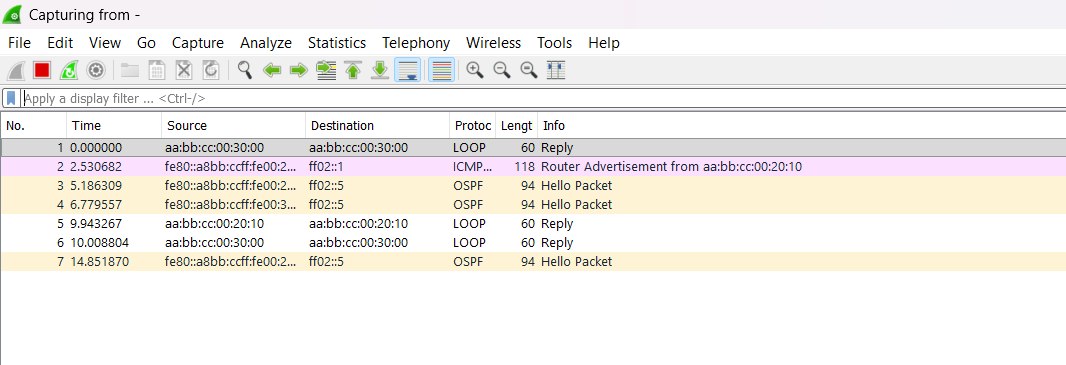 Capturing from -
File Edit View Go Capture Analyze Statistics Telephony Wireless Tools Help
Apply a display filter ... <Ctrl-/>
No. Time Source Destination Protoc Lengt Info
1 0.000000 aa:bb:cc:00:30:00 aa:bb:cc:00:30:00 LOOP 60 Reply
2 2.530682 fe80::a8bb:ccff:fe00:2... ff02::1 ICMP... 118 Router Advertisement from aa:bb:cc:00:20:10
3 5.186309 fe80::a8bb:ccff:fe00:2... ff02::5 OSPF 94 Hello Packet
4 6.779557 fe80::a8bb:ccff:fe00:3... ff02::5 OSPF 94 Hello Packet
5 9.943267 aa:bb:cc:00:20:10 aa:bb:cc:00:20:10 LOOP 60 Reply
6 10.008804 aa:bb:cc:00:30:00 aa:bb:cc:00:30:00 LOOP 60 Reply
7 14.851870 fe80::a8bb:ccff:fe00:2... ff02::5 OSPF 94 Hello Packet